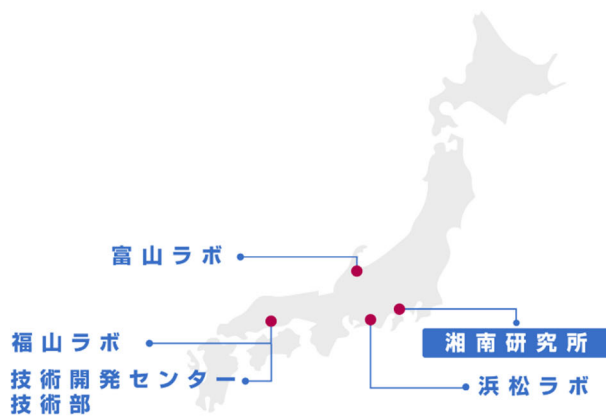 富山ラボ
福山ラボ
技術開発センター
技術部
湘南研究所
浜松ラボ